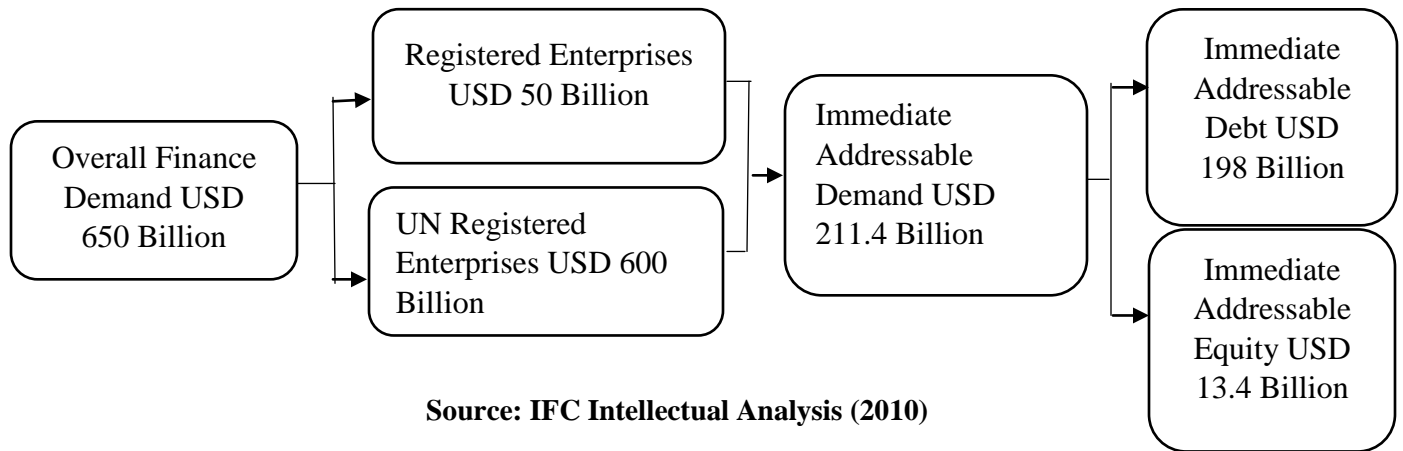 Overall Finance
Demand USD
650 Billion
Registered Enterprises
USD 50 Billion
UN Registered
Enterprises USD 600
Billion
Immediate
Addressable
Demand USD
211.4 Billion
Immediate
Addressable
Debt USD
198 Billion
Immediate
Addressable
Equity USD
13.4 Billion
Source: IFC Intellectual Analysis (2010)